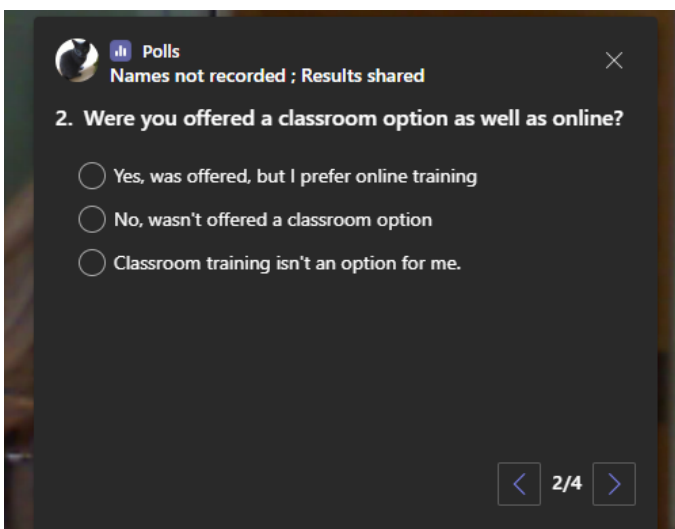 Polls
Names not recorded ; Results shared
2. Were you offered a classroom option as well as online?
Yes, was offered, but I prefer online training
No, wasn't offered a classroom option
Classroom training isn't an option for me.
2/4